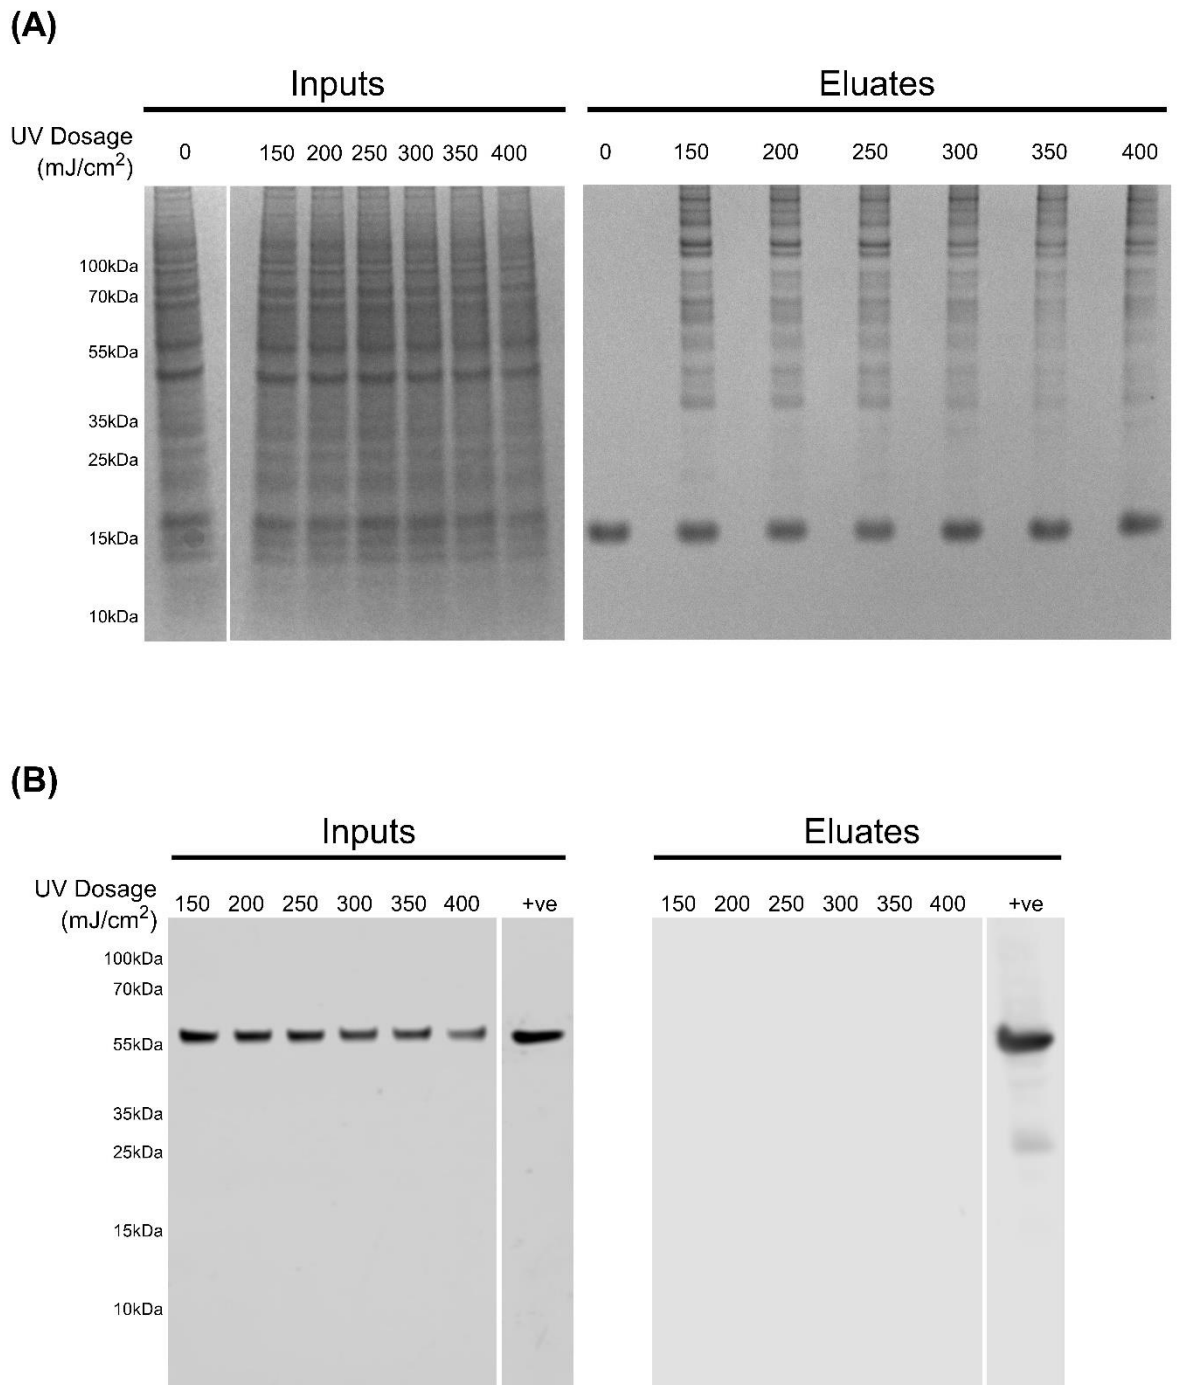 (A)
Inputs
Eluates
UV Dosage
(mJ/cm²)
0 150 200 250 300 350 400
0 150 200 250 300 350 400
100kDa
70kDa
55kDa
35kDa
25kDa
15kDa
10kDa
(B)
Inputs
Eluates
UV Dosage
(mJ/cm²)
150 200 250 300 350 400 +ve
150 200 250 300 350 400 +ve
100kDa
70kDa
55kDa
35kDa
25kDa
15kDa
10kDa